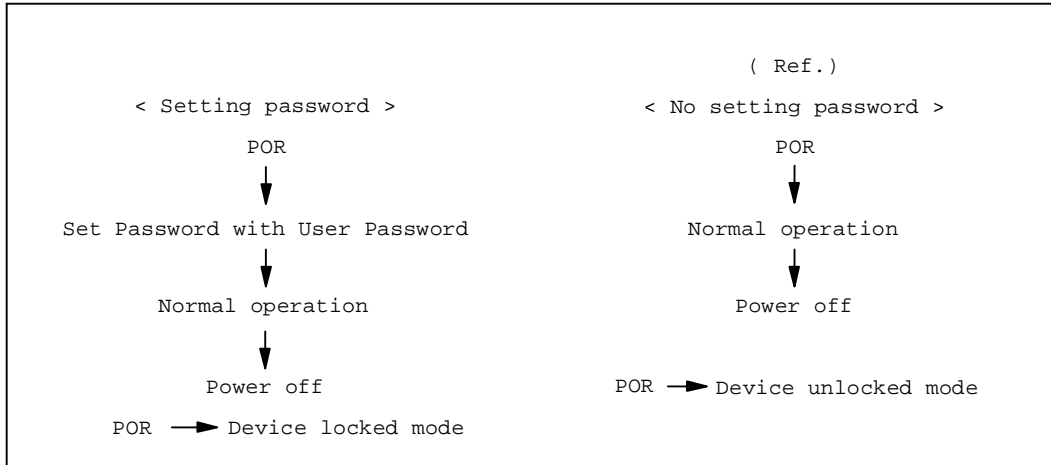 < Setting password >
POR
Set Password with User Password
Normal operation
Power off
POR → Device locked mode
( Ref.)
< No setting password >
POR
Normal operation
Power off
POR → Device unlocked mode